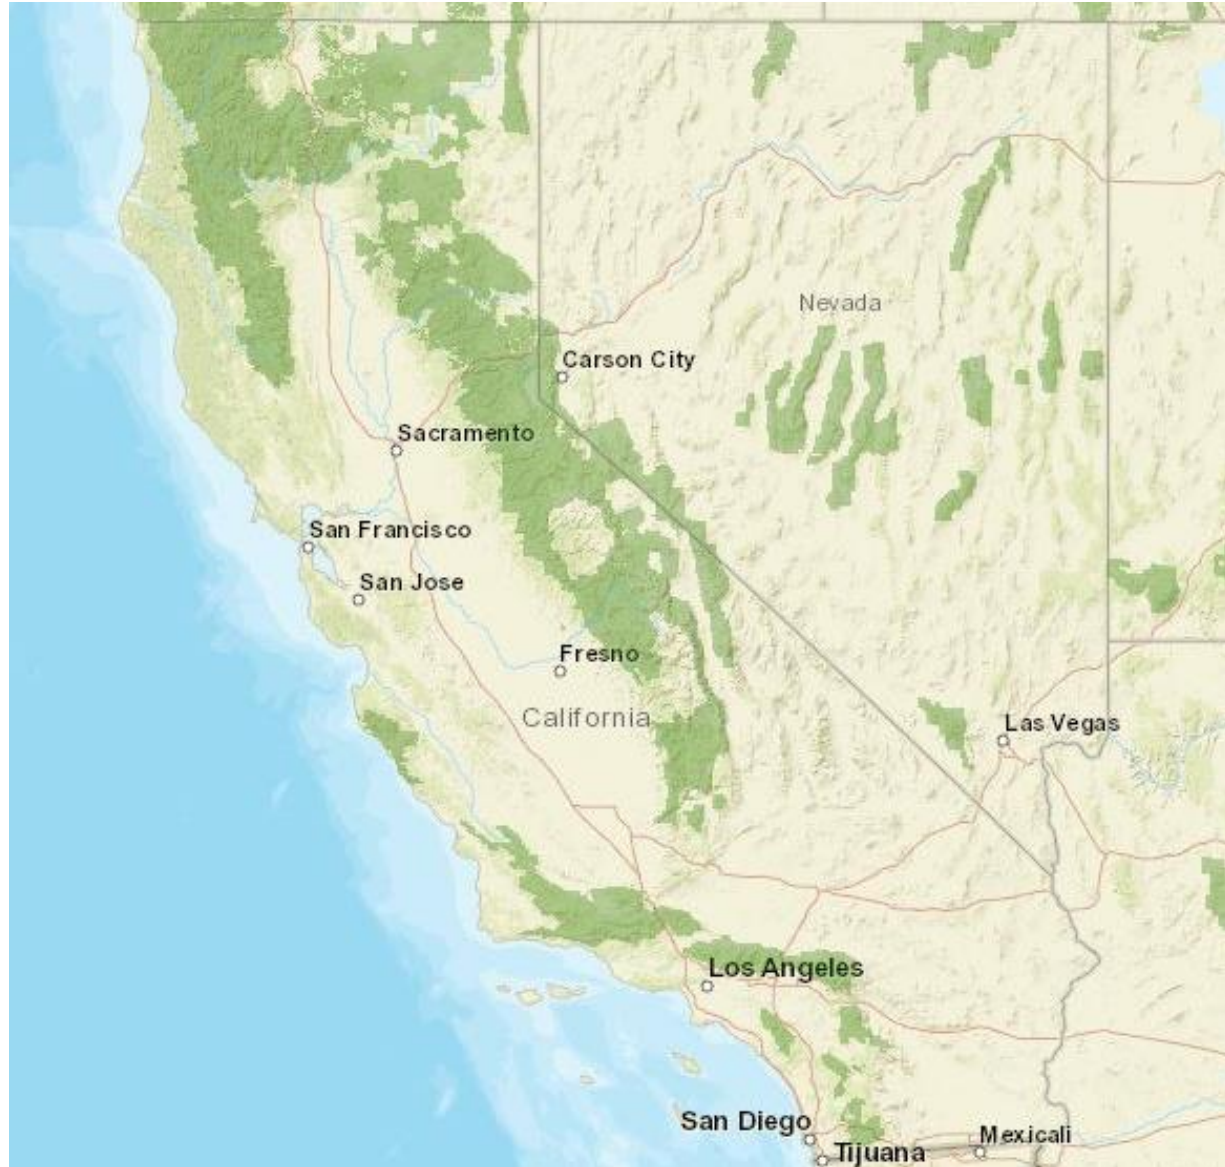 Nevada
Carson City
Sacramento
San Francisco
San Jose
Fresno
California
Las Vegas
Los Angeles
San Diego
Mexicali
Tijuana